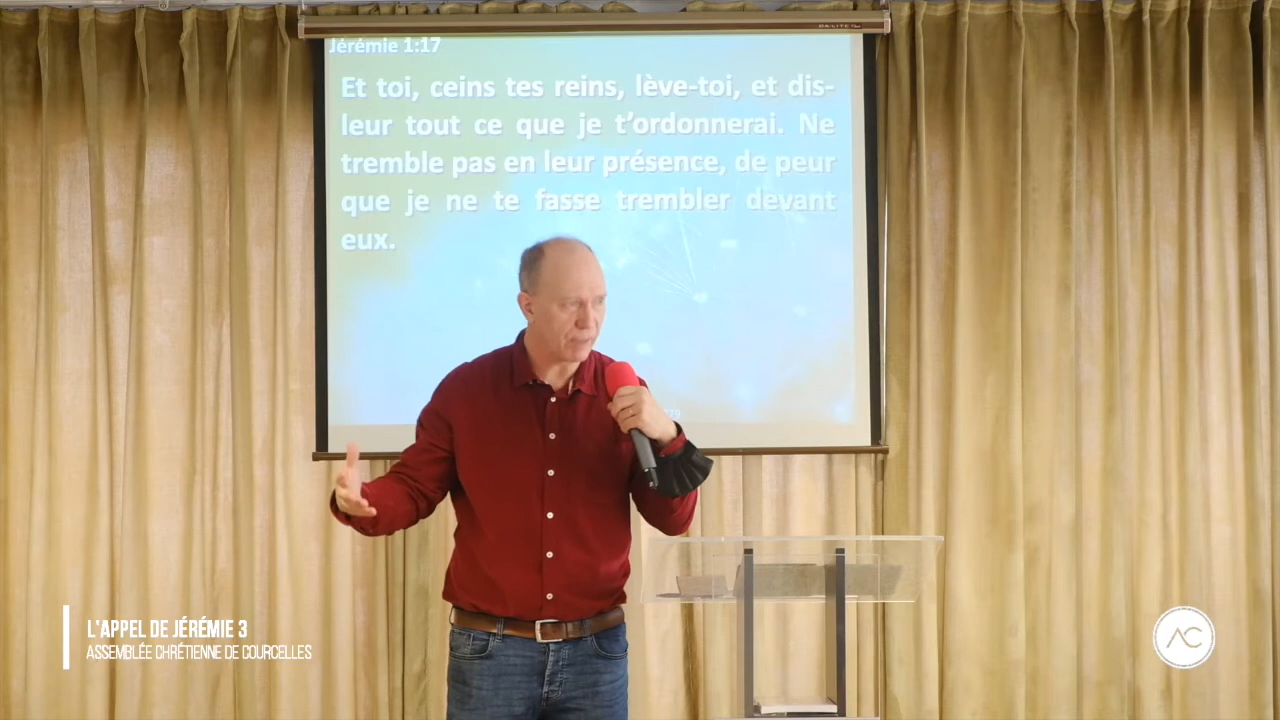 DA-LITE
Jérémie 1:17
Et toi, ceins tes reins, lève-toi, et dis-
leur tout ce que je t’ordonnerai. Ne
tremble pas en leur présence, de peur
que je ne te fasse trembler devant
eux.
L'APPEL DE JÉRÉMIE 3
ASSEMBLÉE CHRÉTIENNE DE COURCELLES
AC